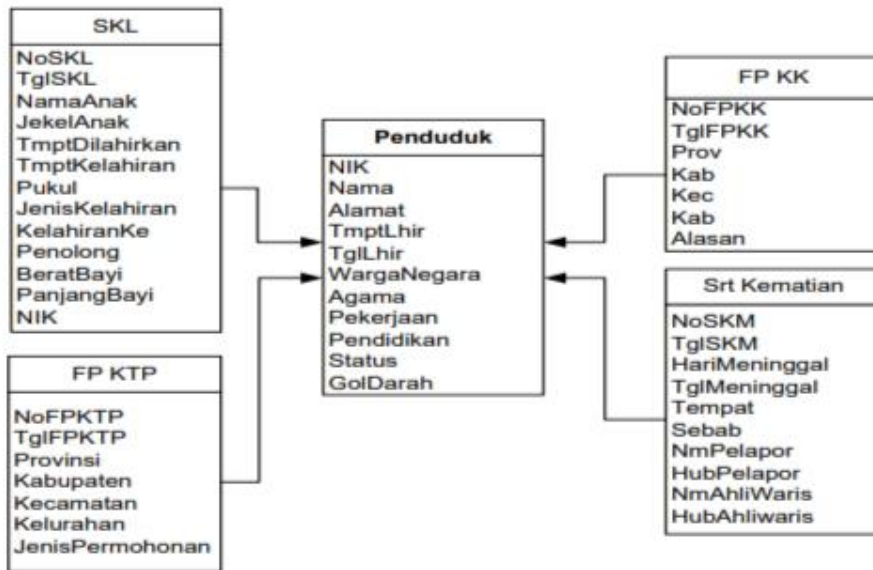 SKL
NoSKL
TglSKL
NamaAnak
JekelAnak
TmptDilahirkan
TmptKelahiran
Pukul
JenisKelahiran
KelahiranKe
Penolong
BeratBayi
PanjangBayi
NIK
FP KTP
NoFPKTP
TglFPKTP
Provinsi
Kabupaten
Kecamatan
Kelurahan
JenisPermohonan
Penduduk
NIK
Nama
Alamat
TmptLhir
TglLhir
WargaNegara
Agama
Pekerjaan
Pendidikan
Status
GolDarah
FP KK
NoFPKK
TglFPKK
Prov
Kab
Kec
Kab
Alasan
Srt Kematian
NoSKM
TglSKM
HariMeninggal
TglMeninggal
Tempat
Sebab
NmPelapor
HubPelapor
NmAhliWaris
HubAhliwaris